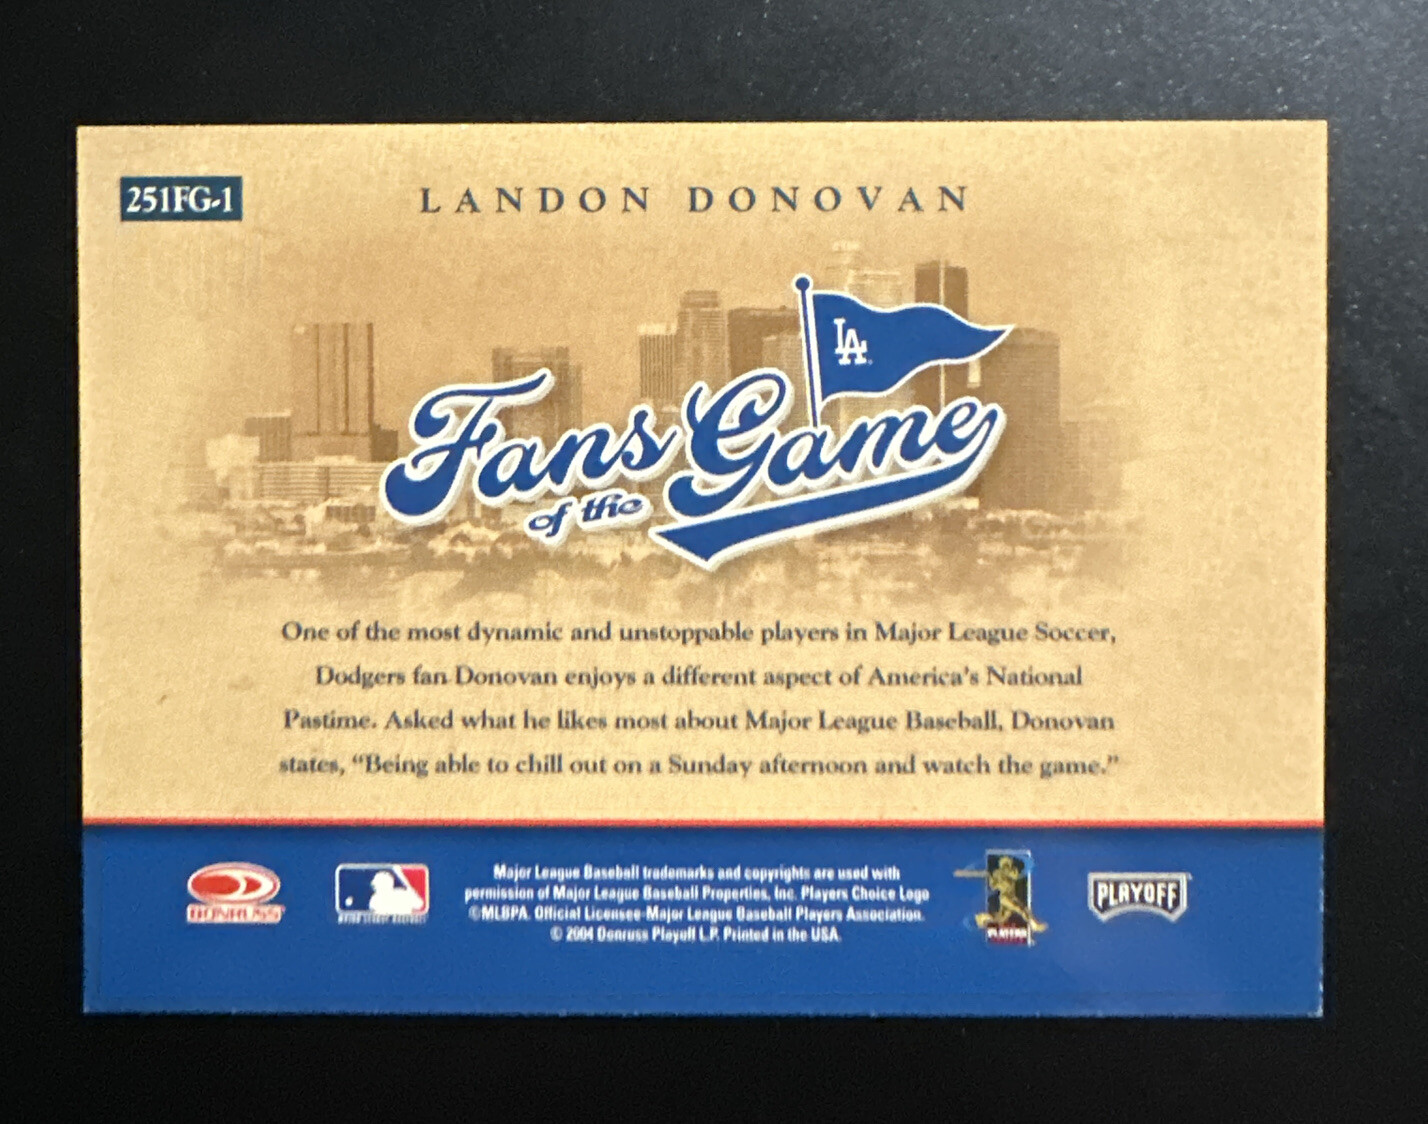 251FG-1
LANDON DONOVAN
LA
Fans
of the
Game
One of the most dynamic and unstoppable players in Major League Soccer,
Dodgers fan Donovan enjoys a different aspect of America's National
Pastime. Asked what he likes most about Major League Baseball, Donovan
states, “Being able to chill out on a Sunday afternoon and watch the game.”
DONRUSS
Major League Baseball trademarks and copyrights are used with
permission of Major League Baseball Properties, Inc. Players Choice Logo
©MLBPA. Official Licensee-Major League Baseball Players Association.
© 2004 Donruss Playoff L.P. Printed in the USA.
PLAYERS
PLAYOFF